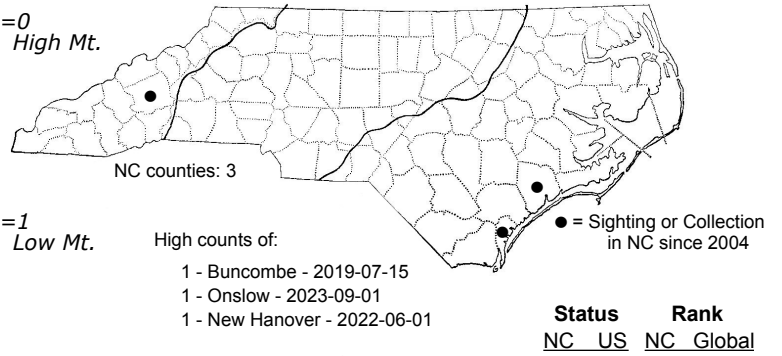 =0
High Mt.
NC counties: 3
=1
Low Mt.
High counts of:
1 - Buncombe - 2019-07-15
1 - Onslow - 2023-09-01
1 - New Hanover - 2022-06-01
● = Sighting or Collection
in NC since 2004
Status Rank
NC US NC Global